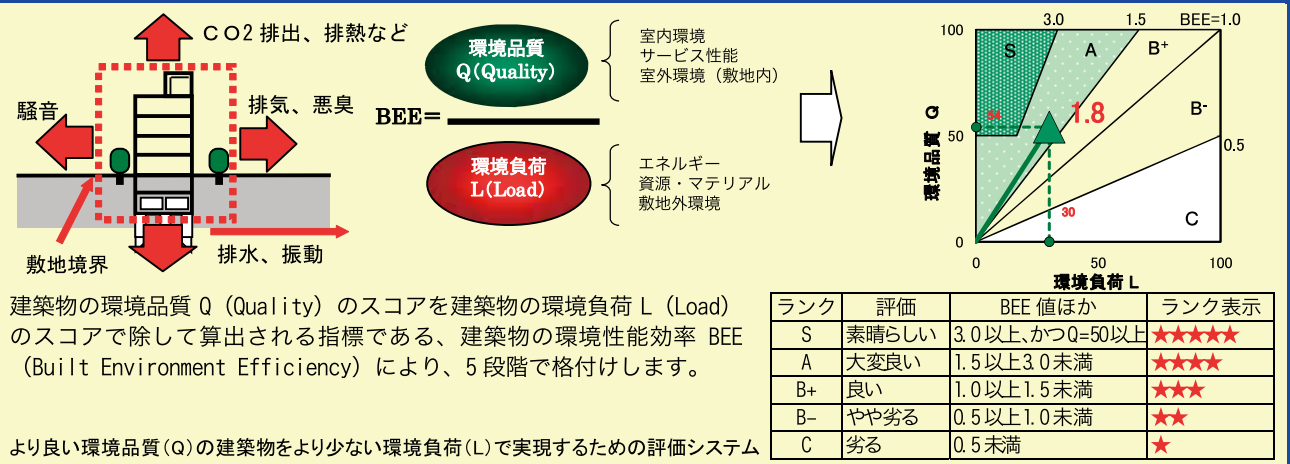 CO2排出、排熱など
騒音
排気、悪臭
敷地境界
排水、振動
BEE=
環境品質
Q(Quality)
環境負荷
L(Load)
室内環境
サービス性能
室外環境（敷地内）
エネルギー
資源・マテリアル
敷地外環境
3.0 1.5 BEE=1.0
100
S A B+
B-
1.8
54
50
0.5
30
C
0
0 50 100
環境品質 Q
環境負荷 L
建築物の環境品質 Q（Quality）のスコアを建築物の環境負荷 L（Load）
のスコアで除して算出される指標である、建築物の環境性能効率 BEE
（Built Environment Efficiency）により、5 段階で格付けします。
より良い環境品質(Q)の建築物をより少ない環境負荷(L)で実現するための評価システム
ランク 評価 BEE 値ほか ランク表示
S 素晴らしい 3.0以上、かつQ=50以上 ★★★★★
A 大変良い 1.5以上3.0未満 ★★★★
B+ 良い 1.0以上1.5未満 ★★★
B− やや劣る 0.5以上1.0未満 ★★
C 劣る 0.5未満 ★